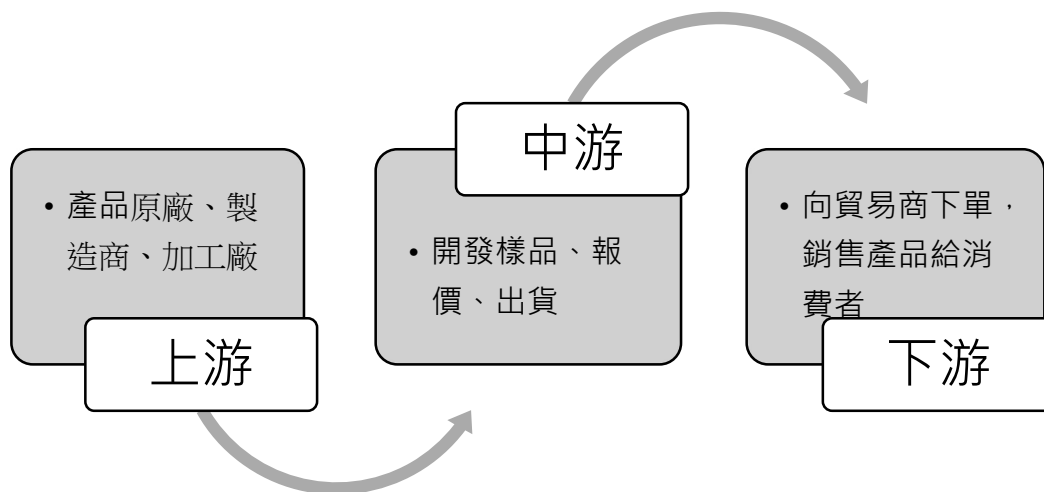 • 產品原廠、製
造商、加工廠
上游
中游
• 開發樣品、報
價、出貨
• 向貿易商下單，
銷售產品給消
費者
下游